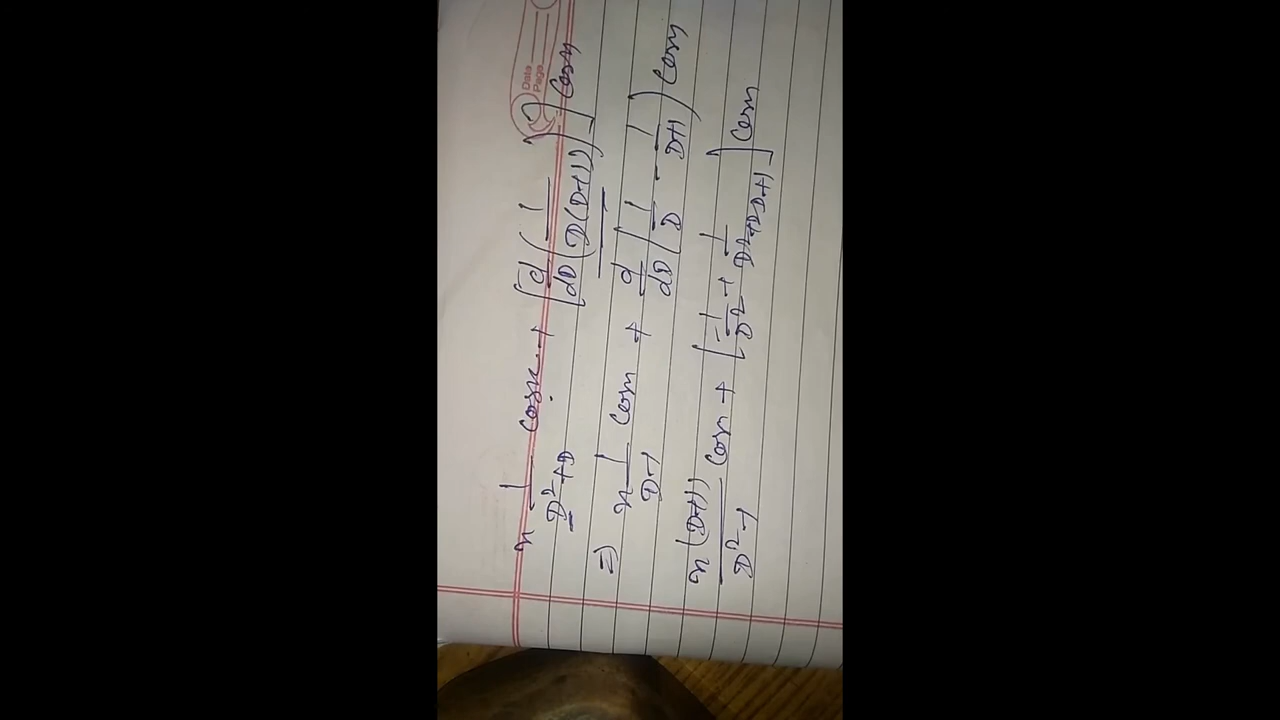 Date
Page
x 1/(D²+D) cosx + [d/dD (1/(D(D+1)))] cosx
⇒ x 1/(D-1) cosx + d/dD (1/D - 1/(D+1)) cosx
x(D+1)/(D²-1) cosx + [-1/D² + 1/(D²+2D+1)] cosx